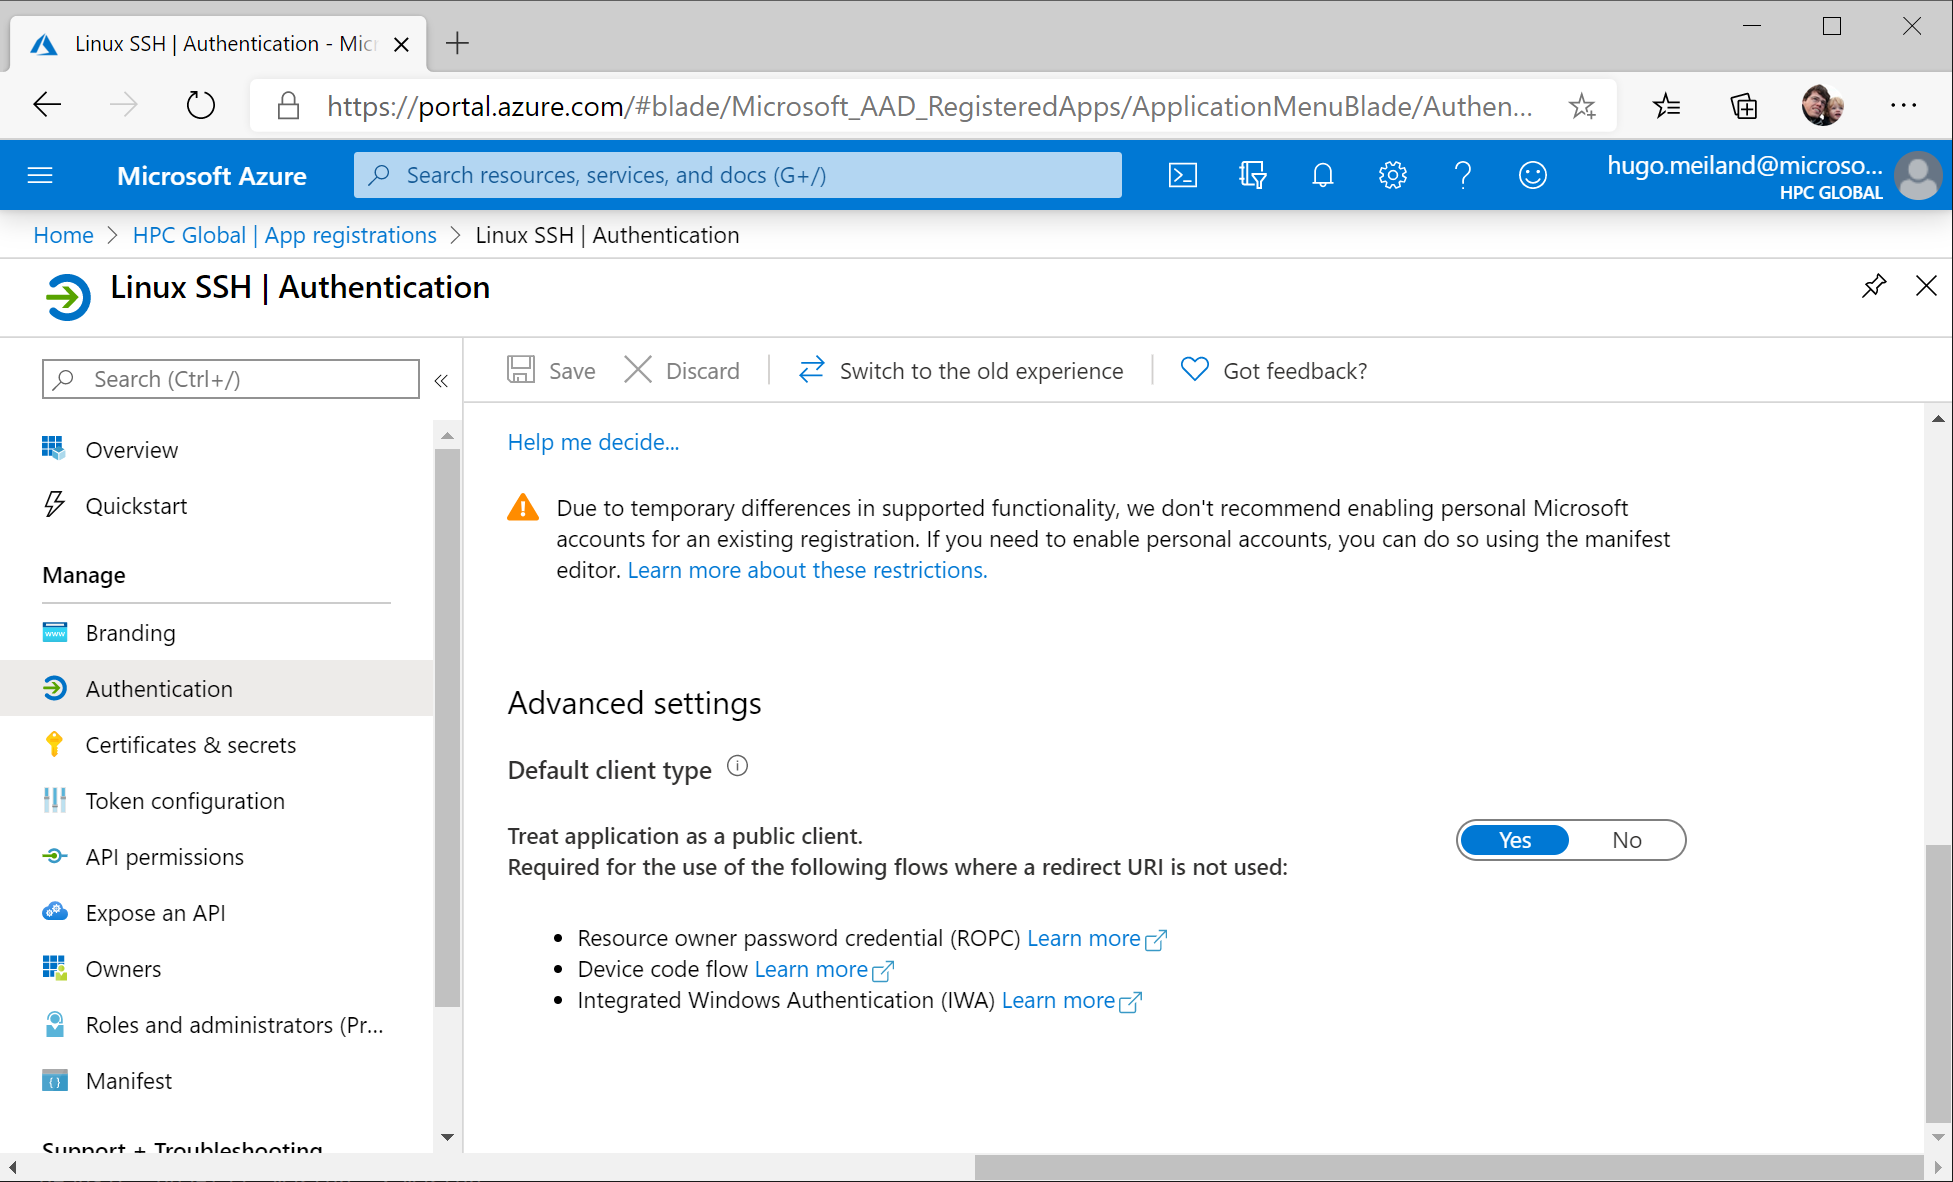 Linux SSH | Authentication - Mic
https://portal.azure.com/#blade/Microsoft_AAD_RegisteredApps/ApplicationMenuBlade/Authen...
Microsoft Azure
Search resources, services, and docs (G+/)
hugo.meiland@microso...
HPC GLOBAL
Home > HPC Global | App registrations > Linux SSH | Authentication
Linux SSH | Authentication
Search (Ctrl+/)
Save
Discard
Switch to the old experience
Got feedback?
Overview
Quickstart
Manage
Branding
Authentication
Certificates & secrets
Token configuration
API permissions
Expose an API
Owners
Roles and administrators (Pr...
Manifest
Support + Troubleshooting
Help me decide...
Due to temporary differences in supported functionality, we don't recommend enabling personal Microsoft
accounts for an existing registration. If you need to enable personal accounts, you can do so using the manifest
editor. Learn more about these restrictions.
Advanced settings
Default client type
Treat application as a public client.
Required for the use of the following flows where a redirect URI is not used:
Yes
No
• Resource owner password credential (ROPC) Learn more
• Device code flow Learn more
• Integrated Windows Authentication (IWA) Learn more